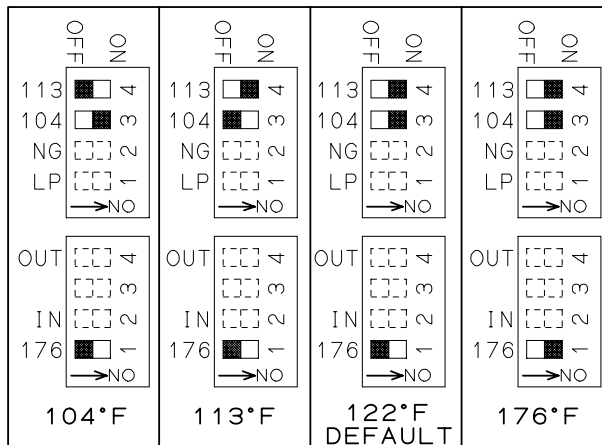 OFF ON
113 4
104 3
NG 2
LP 1
→NO
OUT 4
3
IN 2
176 1
→NO
104°F
OFF ON
113 4
104 3
NG 2
LP 1
→NO
OUT 4
3
IN 2
176 1
→NO
113°F
OFF ON
113 4
104 3
NG 2
LP 1
→NO
OUT 4
3
IN 2
176 1
→NO
122°F
DEFAULT
OFF ON
113 4
104 3
NG 2
LP 1
→NO
OUT 4
3
IN 2
176 1
→NO
176°F